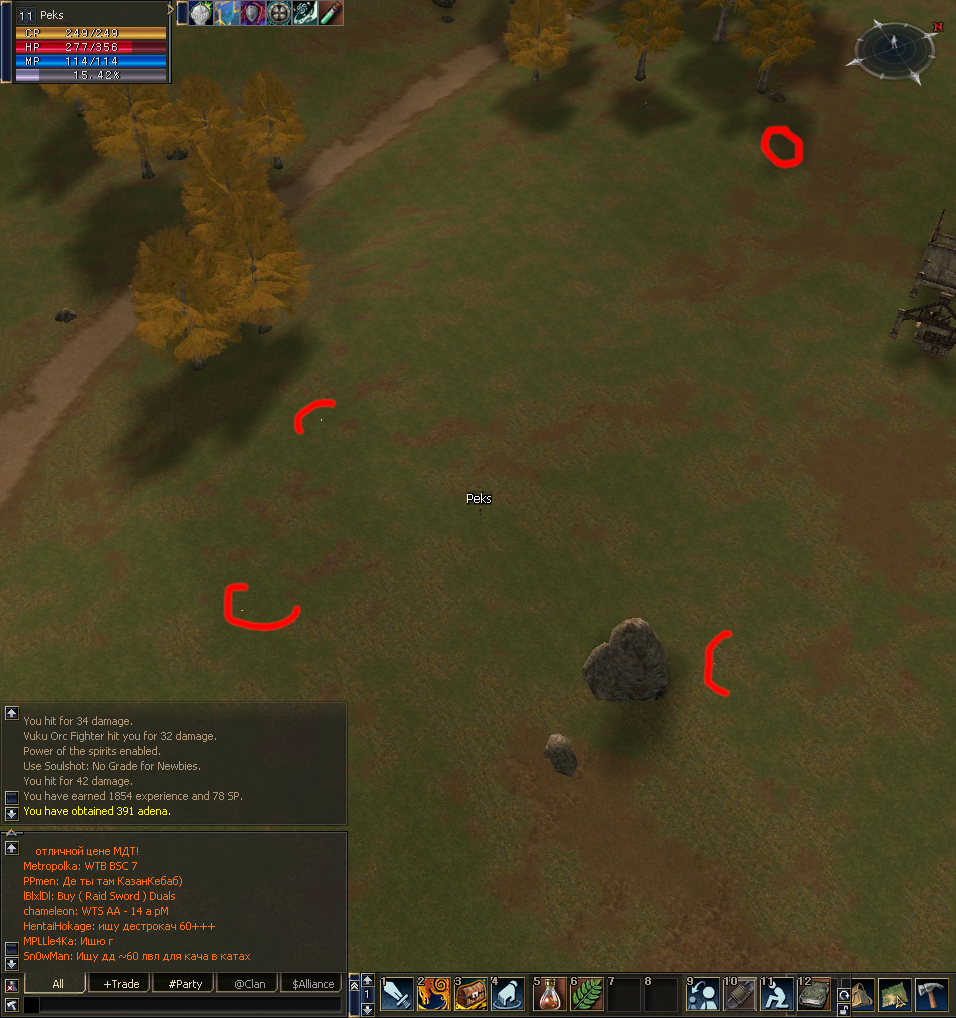 11 Peks
CP 249/249
HP 277/356
MP 114/114
15.42%
N
Peks
You hit for 34 damage.
Vuku Orc Fighter hit you for 32 damage.
Power of the spirits enabled.
Use Soulshot: No Grade for Newbies.
You hit for 42 damage.
You have earned 1854 experience and 78 SP.
You have obtained 391 adena.
отличной цене МДТ!
Metropolka: WTB BSC 7
PPmen: Де ты там КазанКебаб)
lBlxlDl: Buy ( Raid Sword ) Duals
chameleon: WTS AA - 14 a pM
HentaiHokage: ищу дестрокач 60+++
MPLLle4Ka: Ищю г
Sn0wMan: Ищу дд ~60 лвл для кача в катах
All +Trade #Party @Clan $Alliance
1
1 2 3 4 5 6 7 8 9 10 11 12